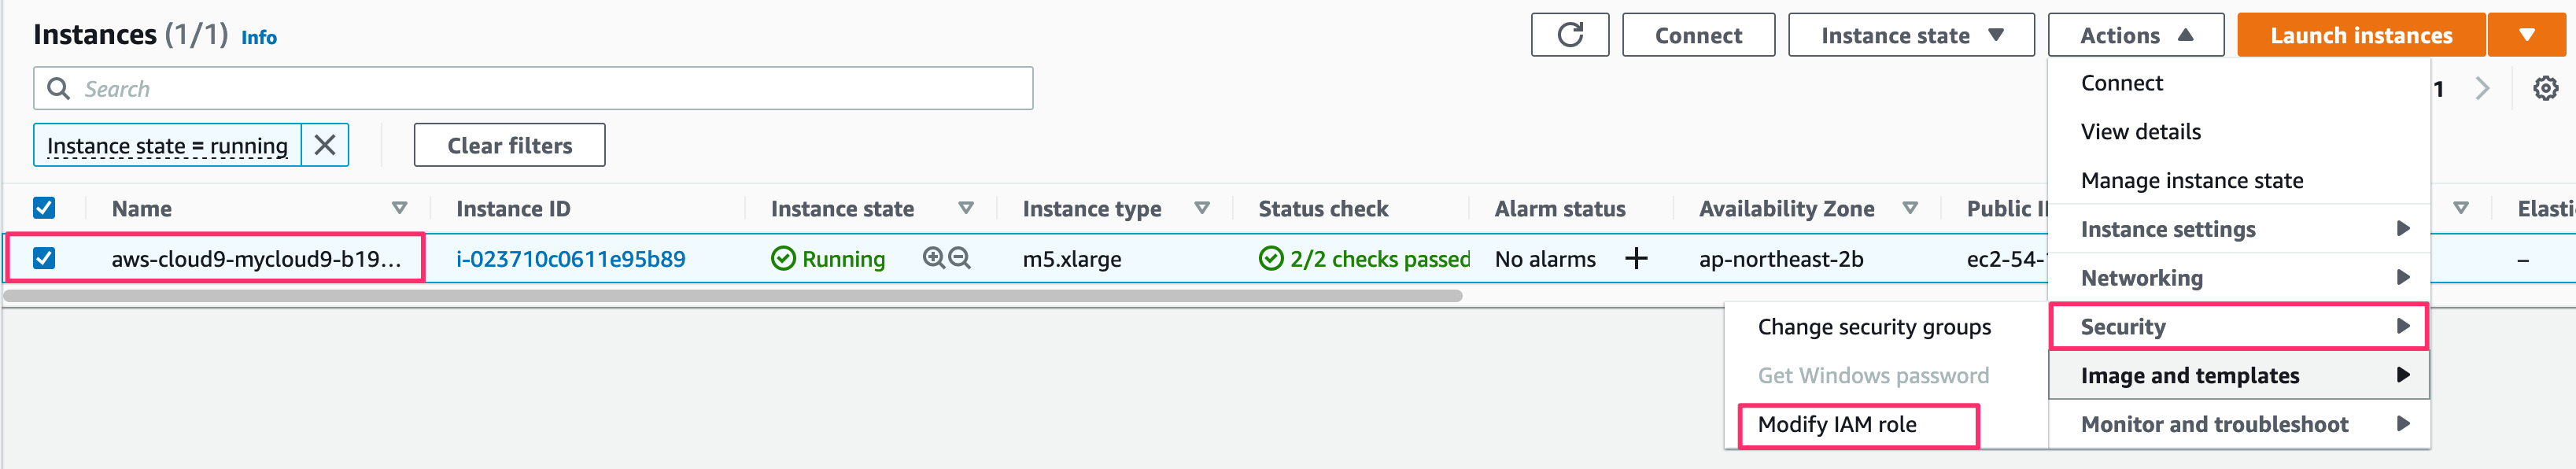 Instances (1/1) Info
Connect
Instance state
Actions
Launch instances
Search
1
Instance state = running
Clear filters
Name
Instance ID
Instance state
Instance type
Status check
Alarm status
Availability Zone
Public I
Elasti
aws-cloud9-mycloud9-b19...
i-023710c0611e95b89
Running
m5.xlarge
2/2 checks passed
No alarms
ap-northeast-2b
ec2-54-
–
Connect
View details
Manage instance state
Instance settings
Networking
Security
Image and templates
Monitor and troubleshoot
Change security groups
Get Windows password
Modify IAM role